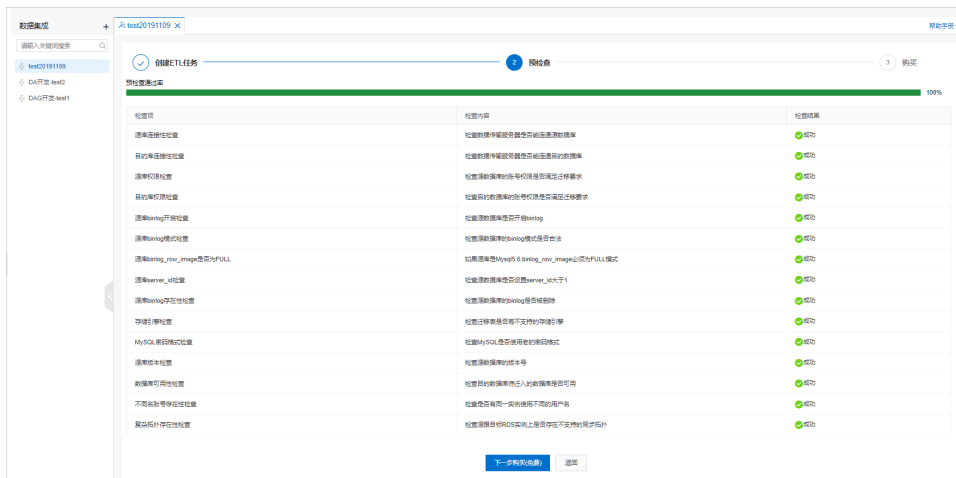 数据集成
+
test20191109 ×
帮助手册
请输入关键词搜索
test20191109
DA开发-test2
DAG开发-test1
创建ETL任务
2 预检查
3 购买
预检查通过率
100%
检查项 检查内容 检查结果
源库连接性检查 检查数据传输服务器是否能连通源数据库 成功
目的库连接性检查 检查数据传输服务器是否能连通目的数据库 成功
源库权限检查 检查源数据库的账号权限是否满足迁移要求 成功
目的库权限检查 检查目的数据库的账号权限是否满足迁移要求 成功
源库binlog开启检查 检查源数据库是否开启binlog 成功
源库binlog模式检查 检查源数据库的binlog模式是否合法 成功
源库binlog_row_image是否为FULL 如果源库是Mysql5.6,binlog_row_image必须为FULL模式 成功
源库server_id检查 检查源数据库是否设置server_id大于1 成功
源库binlog存在性检查 检查源数据库的binlog是否被删除 成功
存储引擎检查 检查迁移表是否有不支持的存储引擎 成功
MySQL密码格式检查 检查MySQL是否使用老的密码格式 成功
源库版本检查 检查源数据库的版本号 成功
数据库可用性检查 检查目的数据库待迁入的数据库是否可用 成功
不同名账号存在性检查 检查是否有同一实例使用不同的用户名 成功
复杂拓扑存在性检查 检查源跟目标RDS实例上是否存在不支持的同步拓扑 成功
下一步购买(免费) 返回